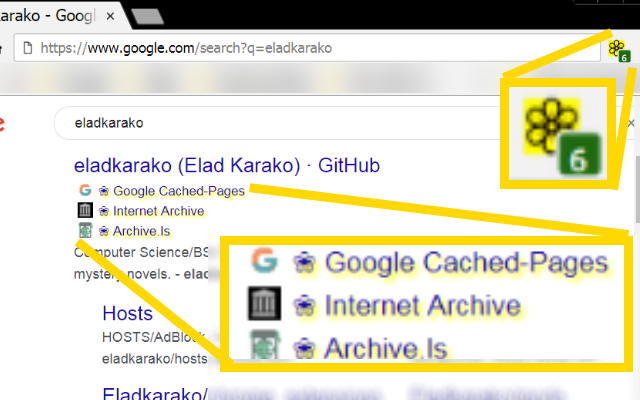 arako - Goog
https://www.google.com/search?q=eladkarako
6
6
e
eladkarako
eladkarako (Elad Karako) · GitHub
G ❀ Google Cached-Pages
❀ Internet Archive
❀ Archive.Is
Computer Science/BS
mystery novels. - elad
G ❀ Google Cached-Pages
❀ Internet Archive
❀ Archive.Is
Hosts
HOSTS/AdBlock
eladkarako/hosts
Eladkarako/